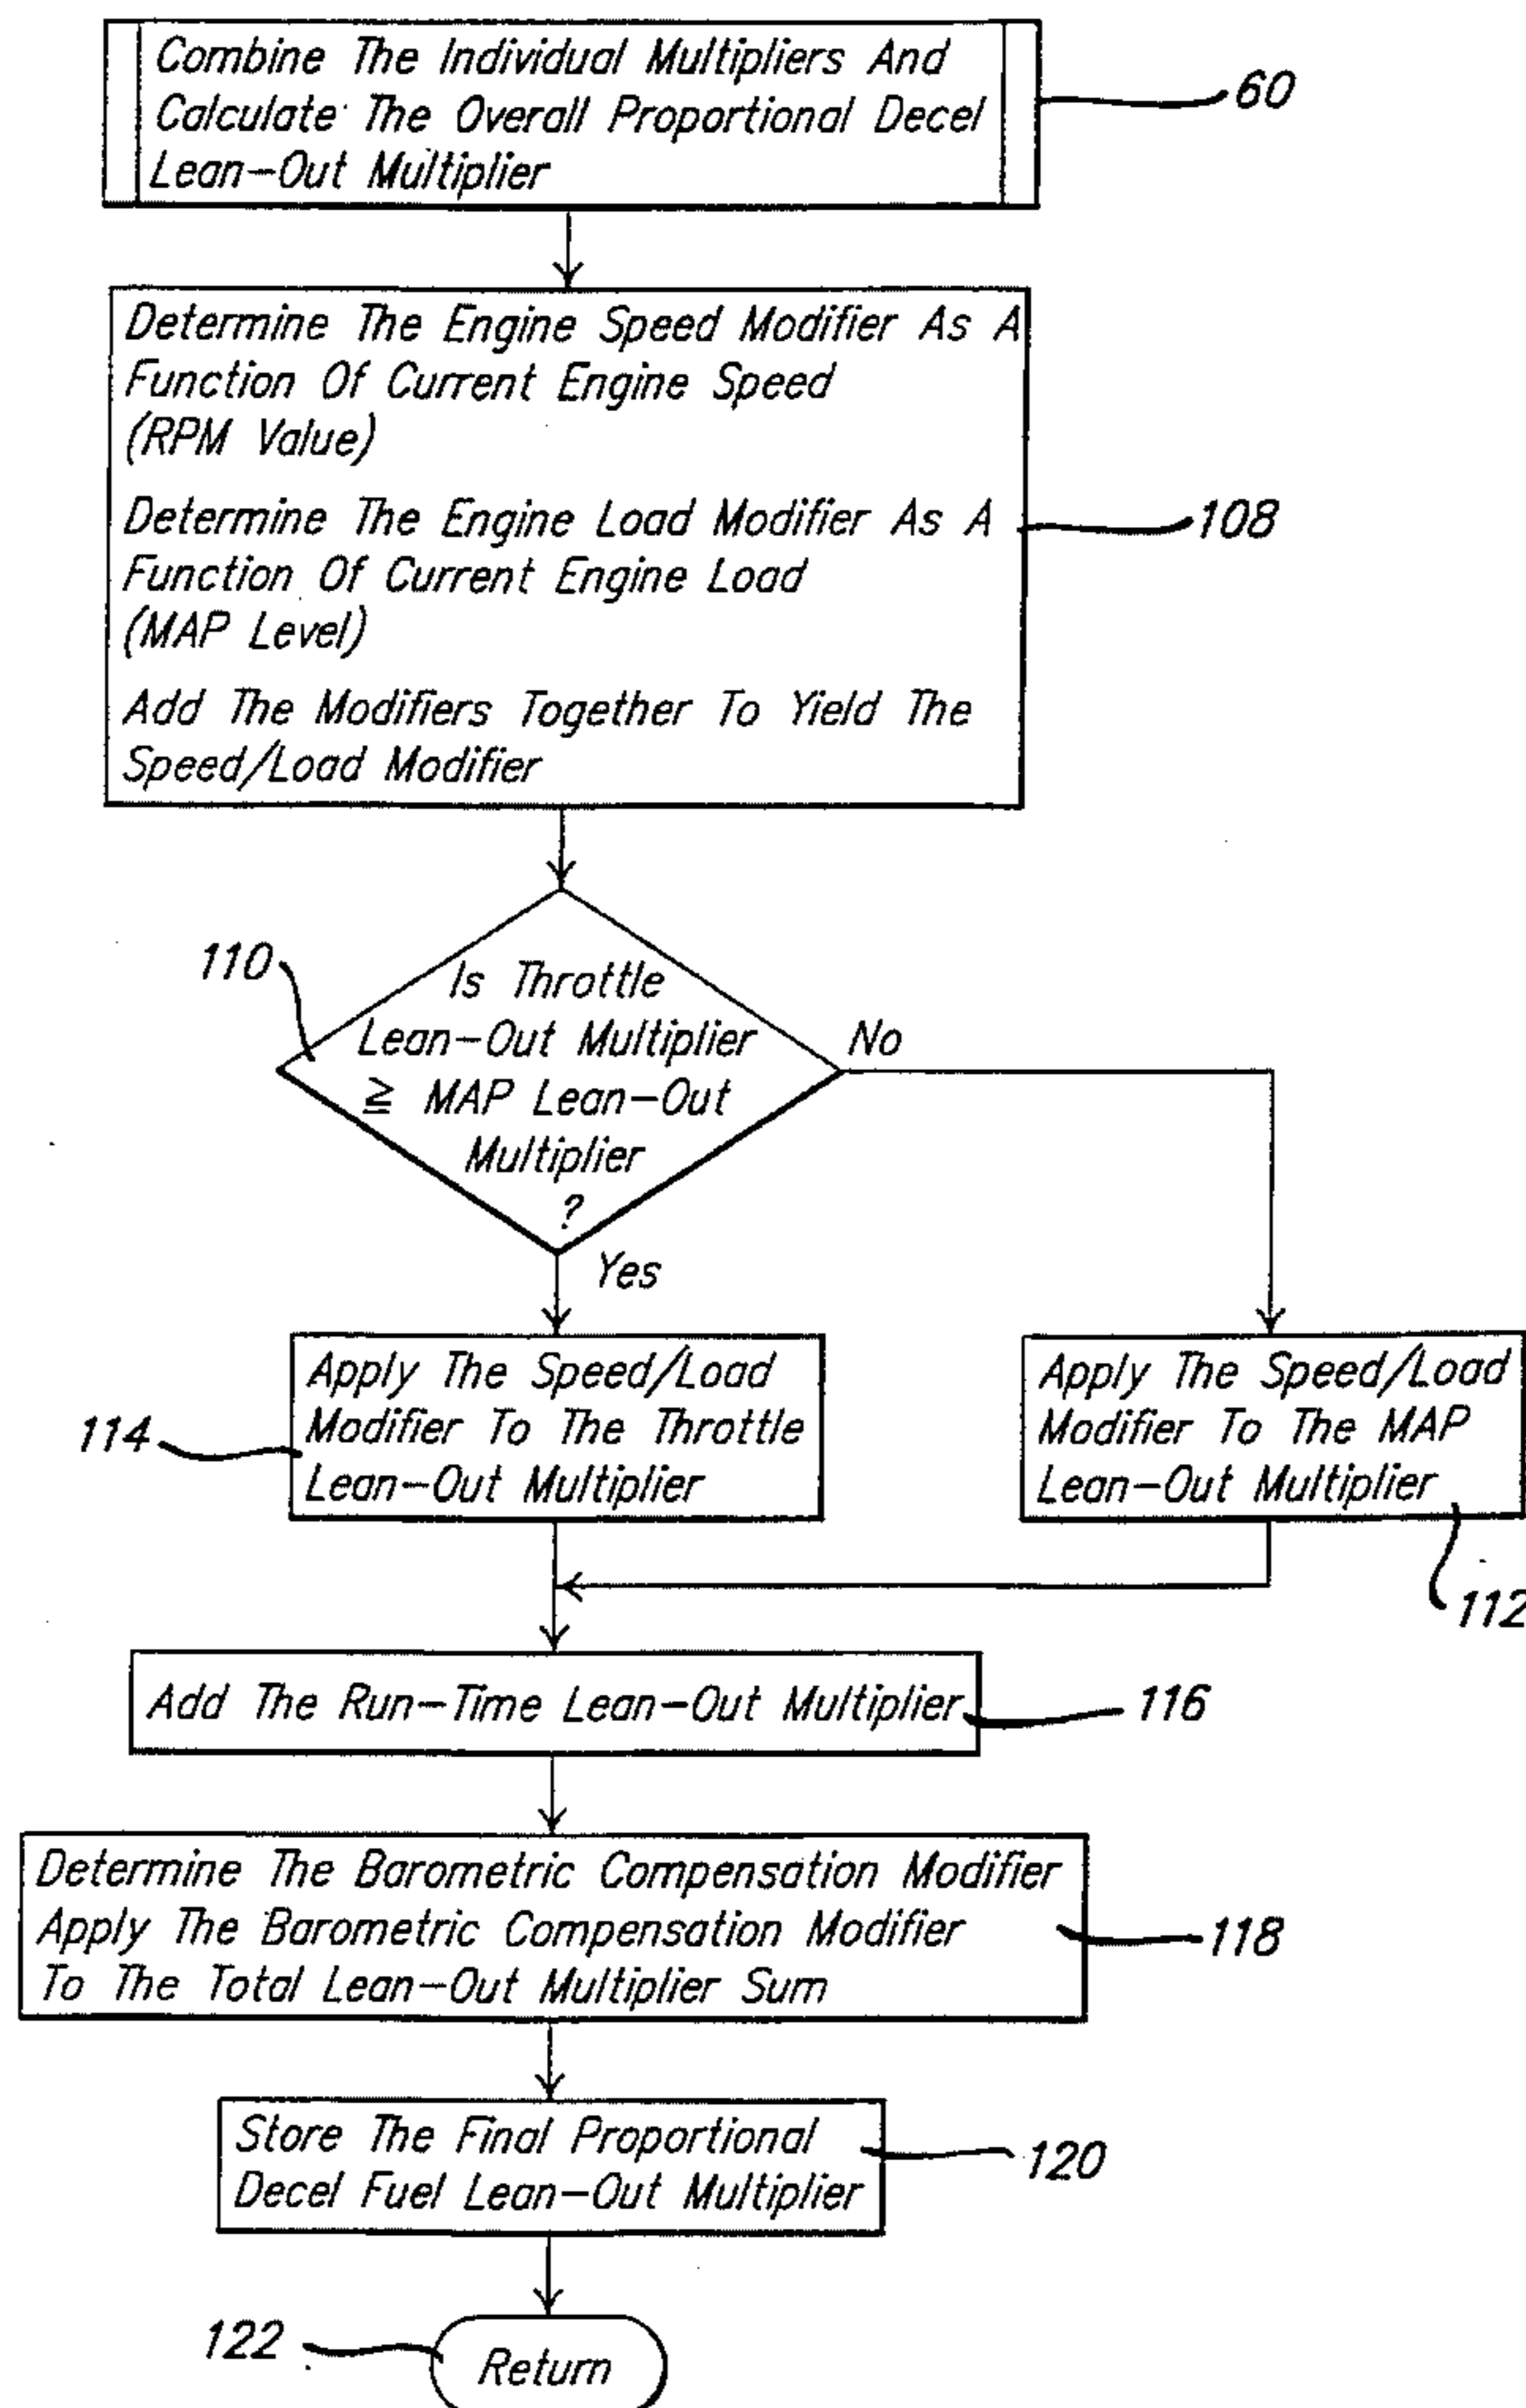 Combine The Individual Multipliers And
Calculate The Overall Proportional Decel
Lean-Out Multiplier
60
Determine The Engine Speed Modifier As A
Function Of Current Engine Speed
(RPM Value)
Determine The Engine Load Modifier As A
Function Of Current Engine Load
(MAP Level)
Add The Modifiers Together To Yield The
Speed/Load Modifier
108
110
Is Throttle
Lean-Out Multiplier
≧ MAP Lean-Out
Multiplier
?
No
Yes
Apply The Speed/Load
Modifier To The Throttle
Lean-Out Multiplier
114
Apply The Speed/Load
Modifier To The MAP
Lean-Out Multiplier
112
Add The Run-Time Lean-Out Multiplier
116
Determine The Barometric Compensation Modifier
Apply The Barometric Compensation Modifier
To The Total Lean-Out Multiplier Sum
118
Store The Final Proportional
Decel Fuel Lean-Out Multiplier
120
122
Return